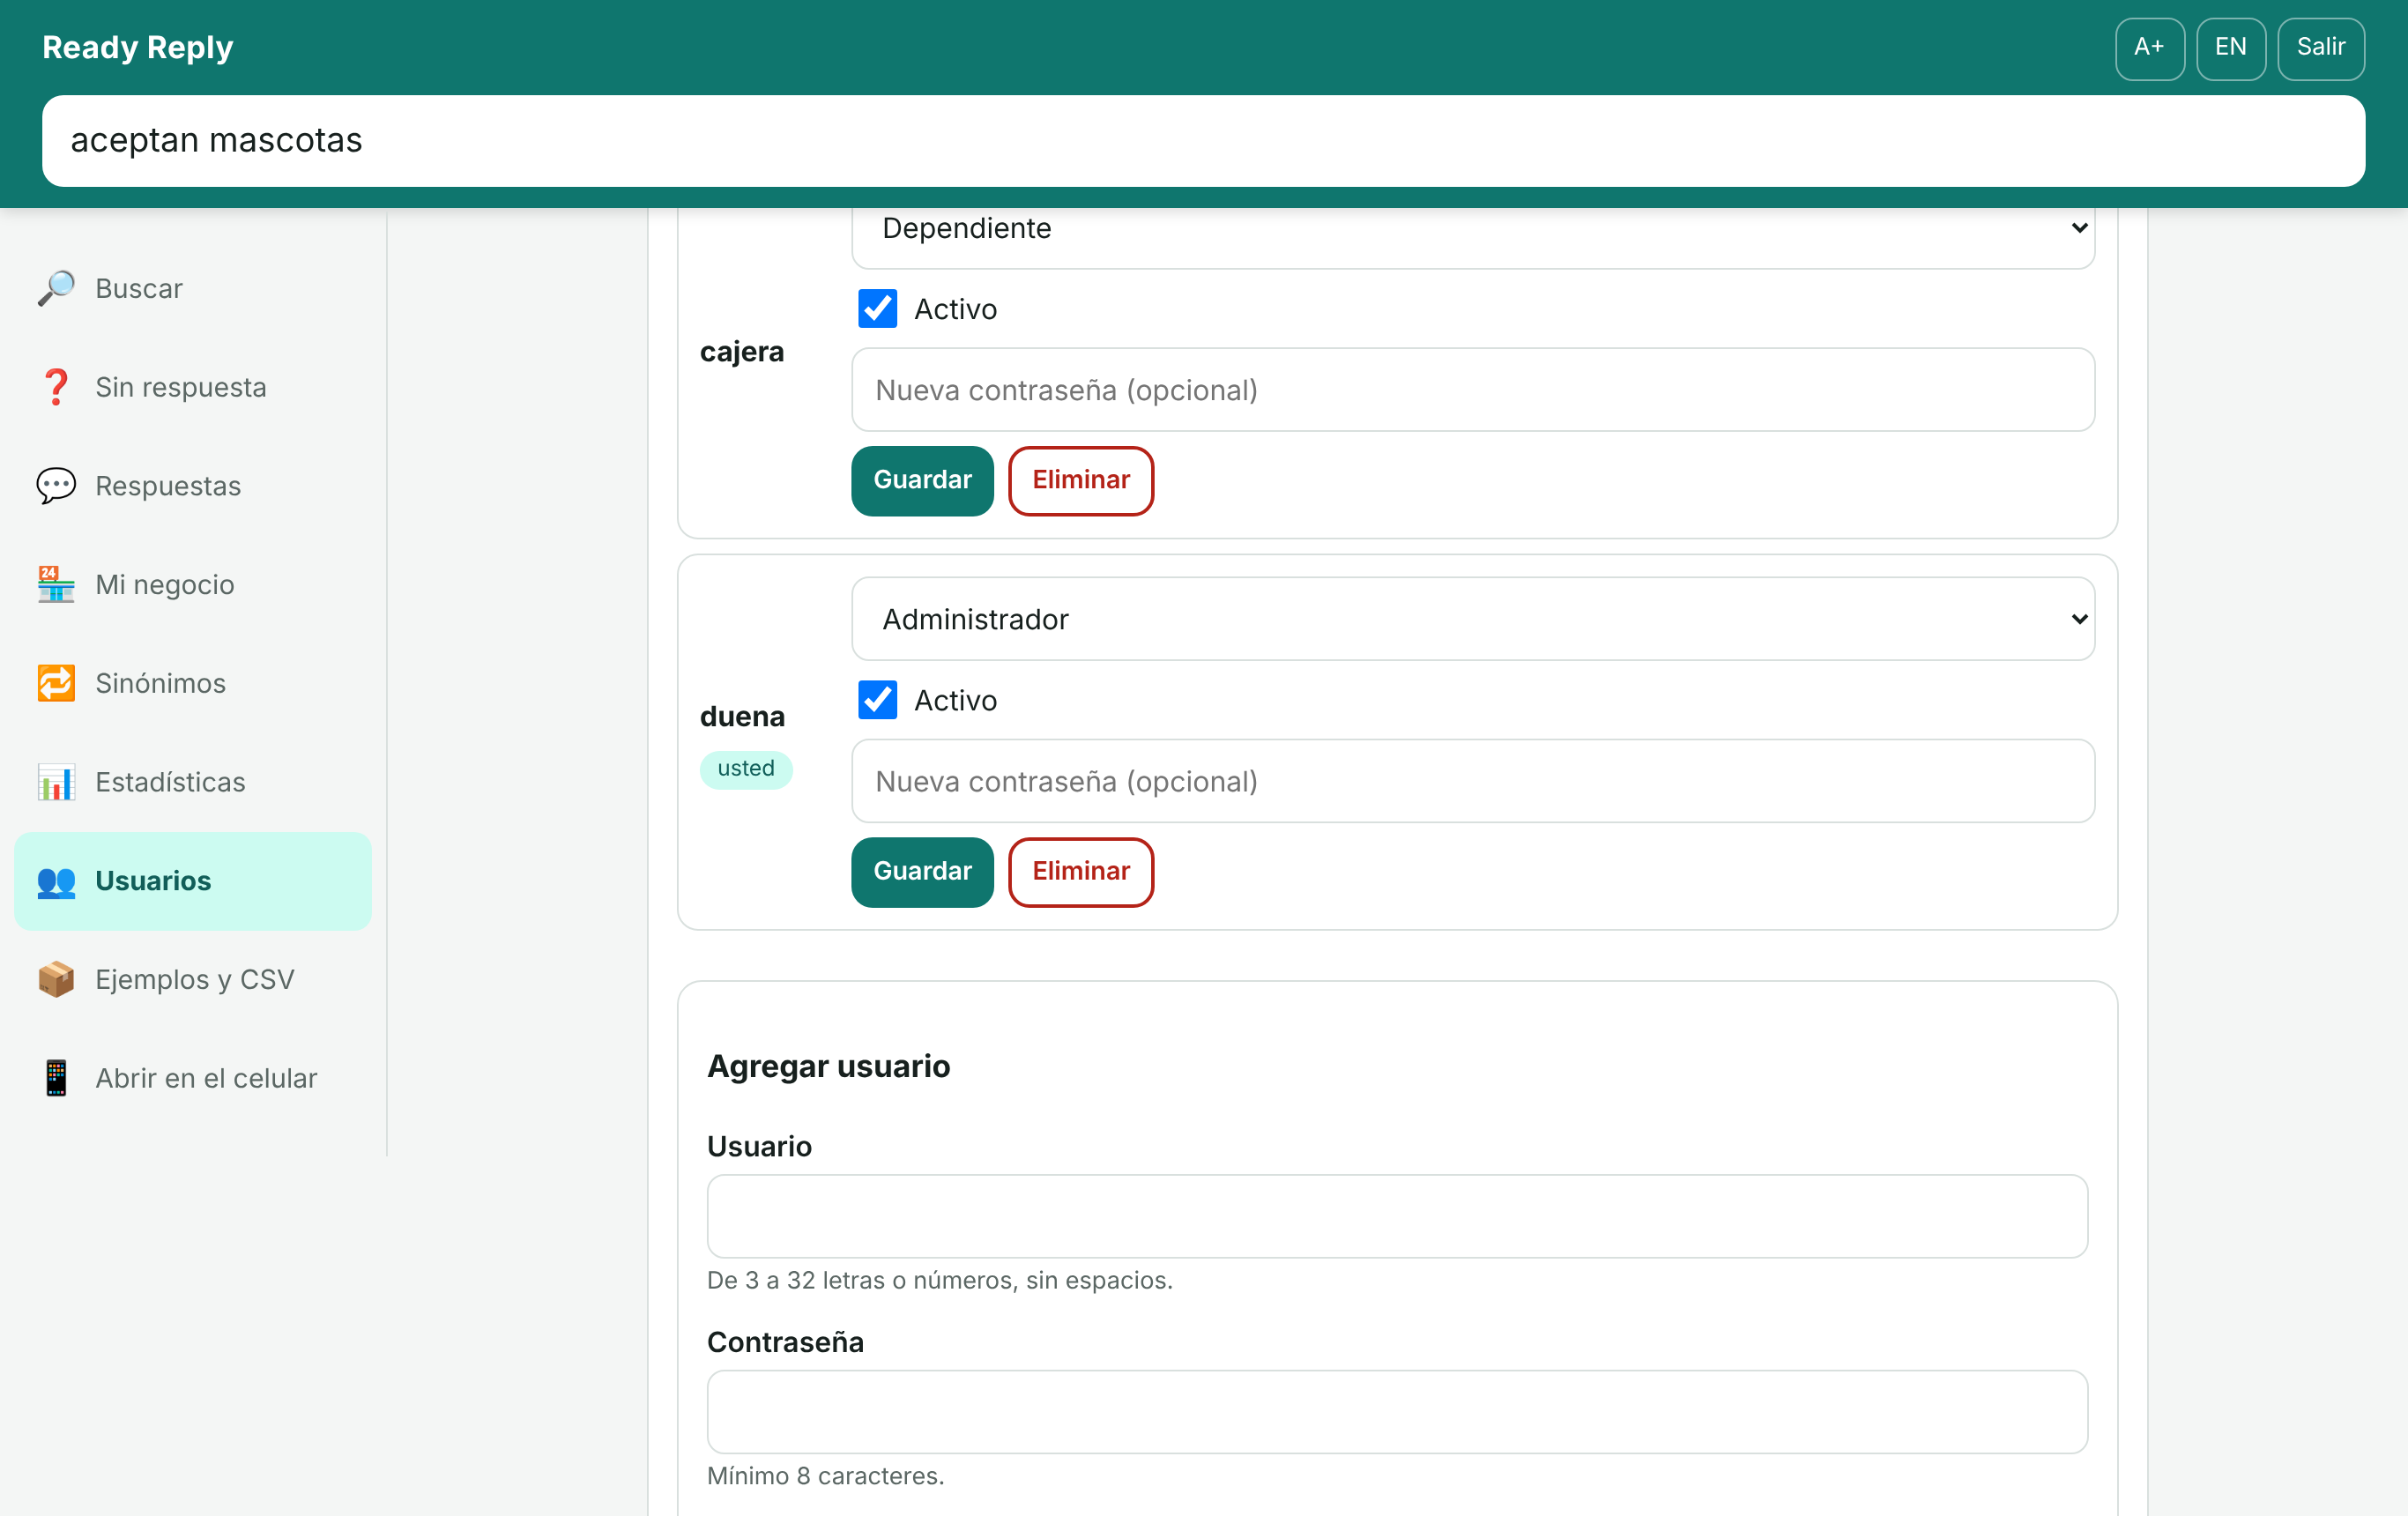 Ready Reply
A+
EN
Salir
aceptan mascotas
Buscar
Sin respuesta
Respuestas
Mi negocio
Sinónimos
Estadísticas
Usuarios
Ejemplos y CSV
Abrir en el celular
Dependiente
Activo
cajera
Nueva contraseña (opcional)
Guardar
Eliminar
Administrador
Activo
duena
usted
Nueva contraseña (opcional)
Guardar
Eliminar
Agregar usuario
Usuario
De 3 a 32 letras o números, sin espacios.
Contraseña
Mínimo 8 caracteres.